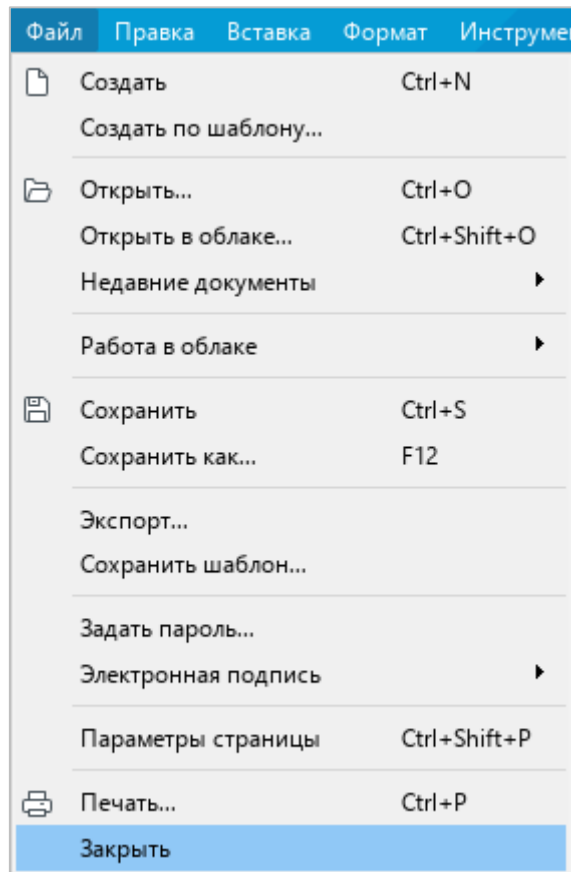 Файл Правка Вставка Формат Инструме
Создать Ctrl+N
Создать по шаблону...
Открыть... Ctrl+O
Открыть в облаке... Ctrl+Shift+O
Недавние документы
Работа в облаке
Сохранить Ctrl+S
Сохранить как... F12
Экспорт...
Сохранить шаблон...
Задать пароль...
Электронная подпись
Параметры страницы Ctrl+Shift+P
Печать... Ctrl+P
Закрыть